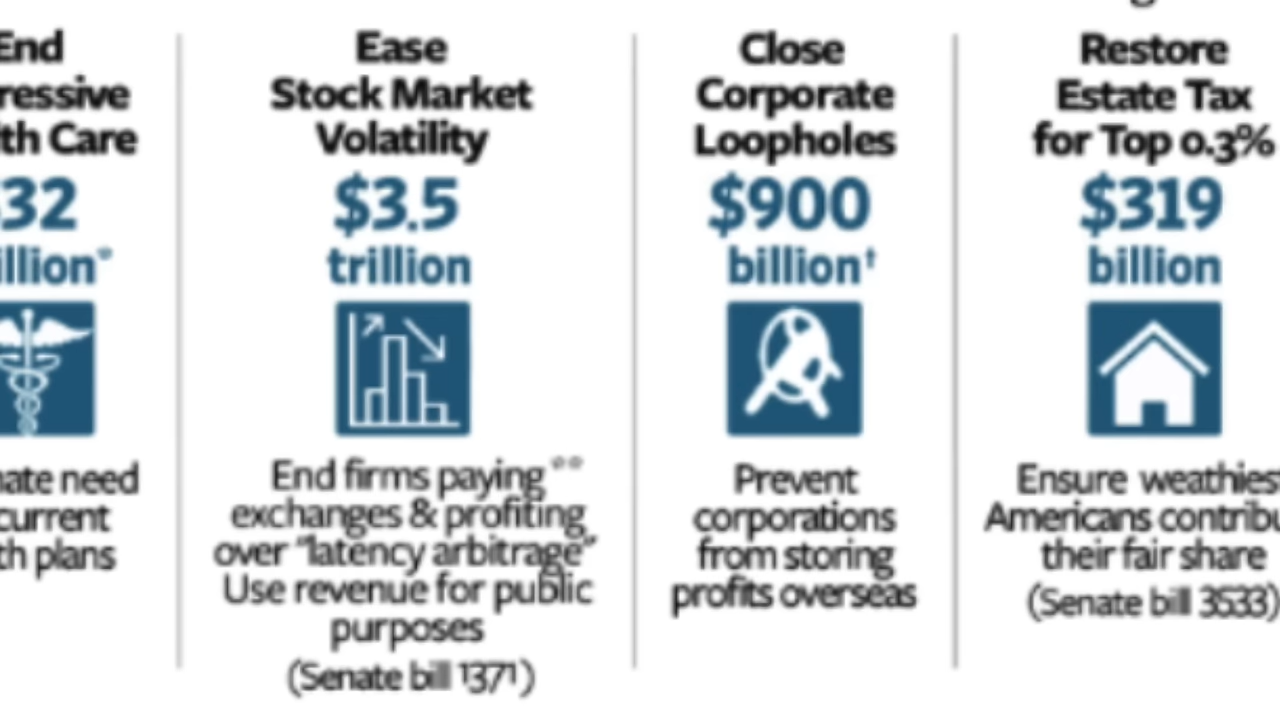 End
ressive
th Care
32
illion*
ate need
current
th plans
Ease
Stock Market
Volatility
$3.5
trillion
End firms paying **
exchanges & profiting
over "latency arbitrage"
Use revenue for public
purposes
(Senate bill 1371)
Close
Corporate
Loopholes
$900
billion†
Prevent
corporations
from storing
profits overseas
Restore
Estate Tax
for Top 0.3%
$319
billion
Ensure weathies
Americans contribu
their fair share
(Senate bill 3533)